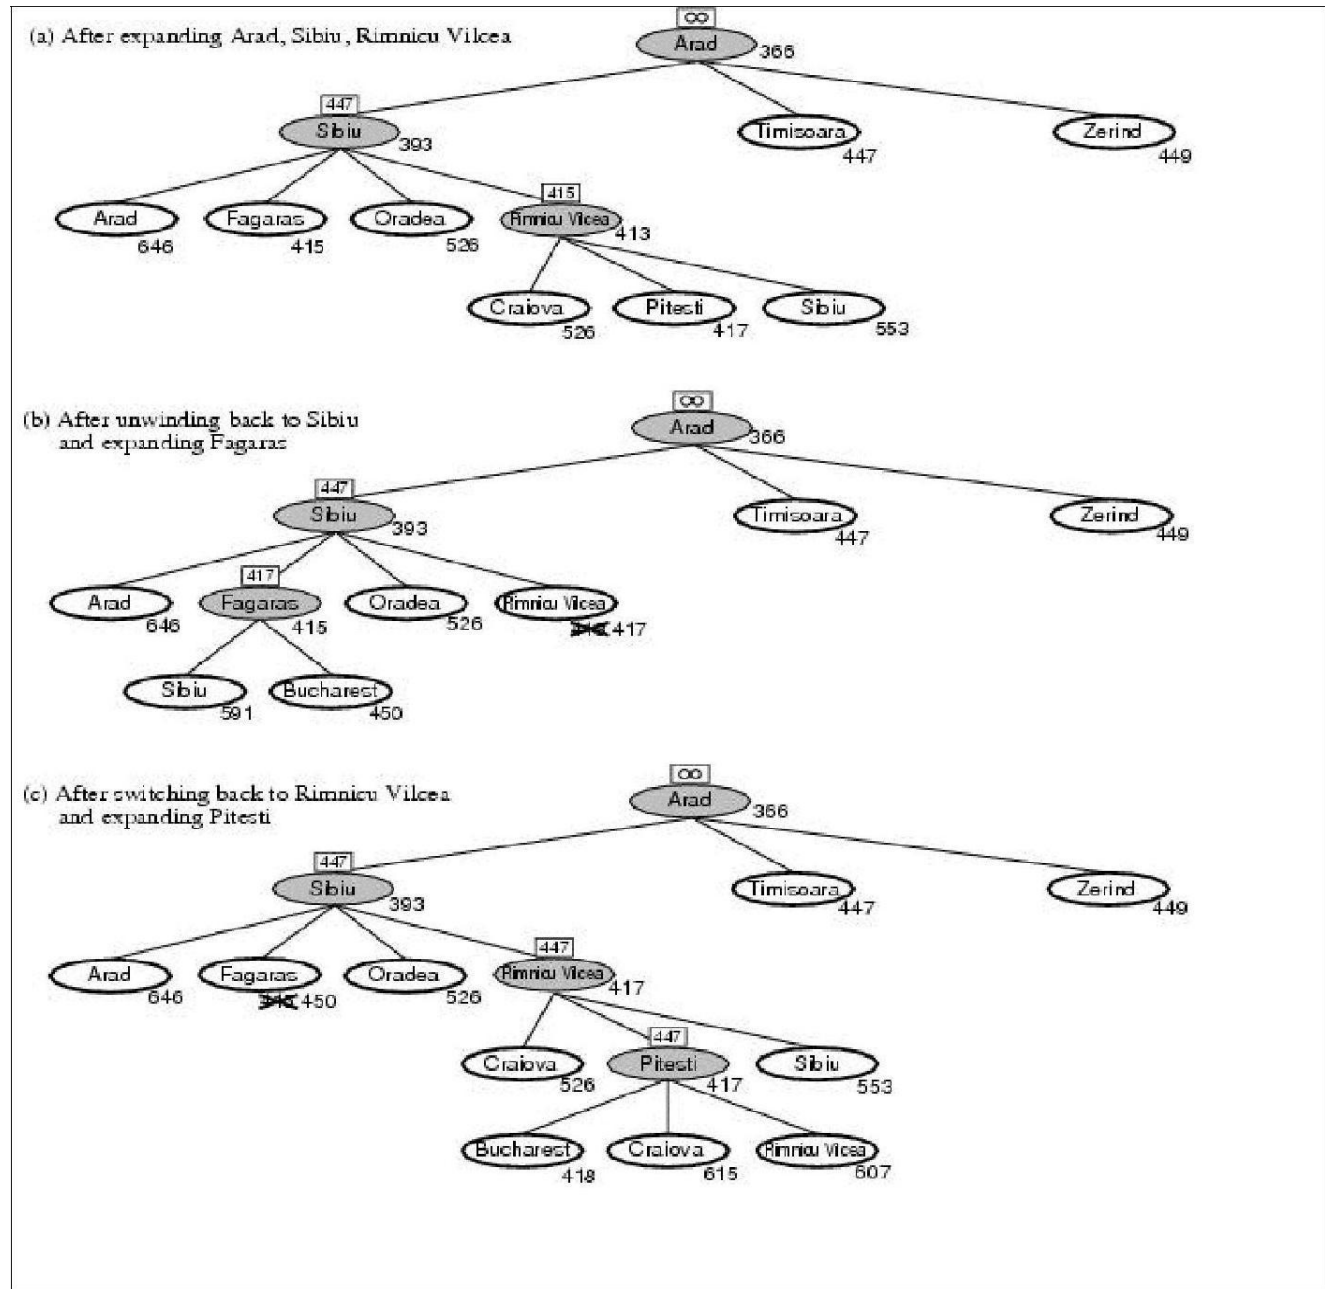 ∞
(a) After expanding Arad, Sibiu, Rimnicu Vilcea
Arad
366
447
Sibiu
393
Timisoara
447
Zerind
449
Arad
646
Fagaras
415
Oradea
526
415
Rimnicu Vilcea
413
Craiova
526
Pitesti
417
Sibiu
553
∞
(b) After unwinding back to Sibiu
and expanding Fagaras
Arad
366
447
Sibiu
393
Timisoara
447
Zerind
449
Arad
646
417
Fagaras
415
Oradea
526
Rimnicu Vilcea
417
Sibiu
591
Bucharest
450
∞
(c) After switching back to Rimnicu Vilcea
and expanding Pitesti
Arad
366
447
Sibiu
393
Timisoara
447
Zerind
449
Arad
646
Fagaras
450
Oradea
526
447
Rimnicu Vilcea
417
Craiova
526
447
Pitesti
417
Sibiu
553
Bucharest
418
Craiova
615
Rimnicu Vilcea
607